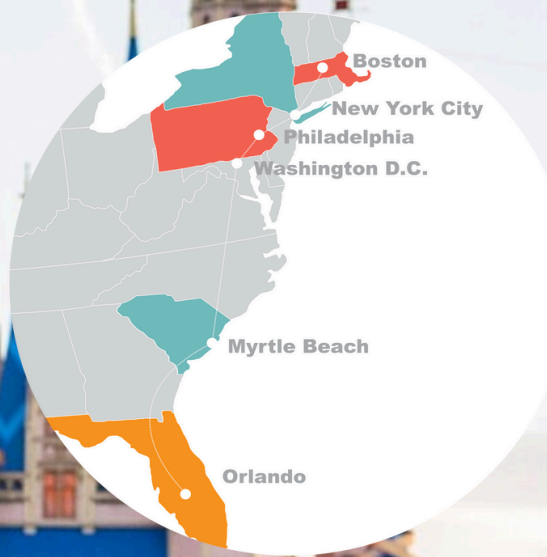 Boston
New York City
Philadelphia
Washington D.C.
Myrtle Beach
Orlando